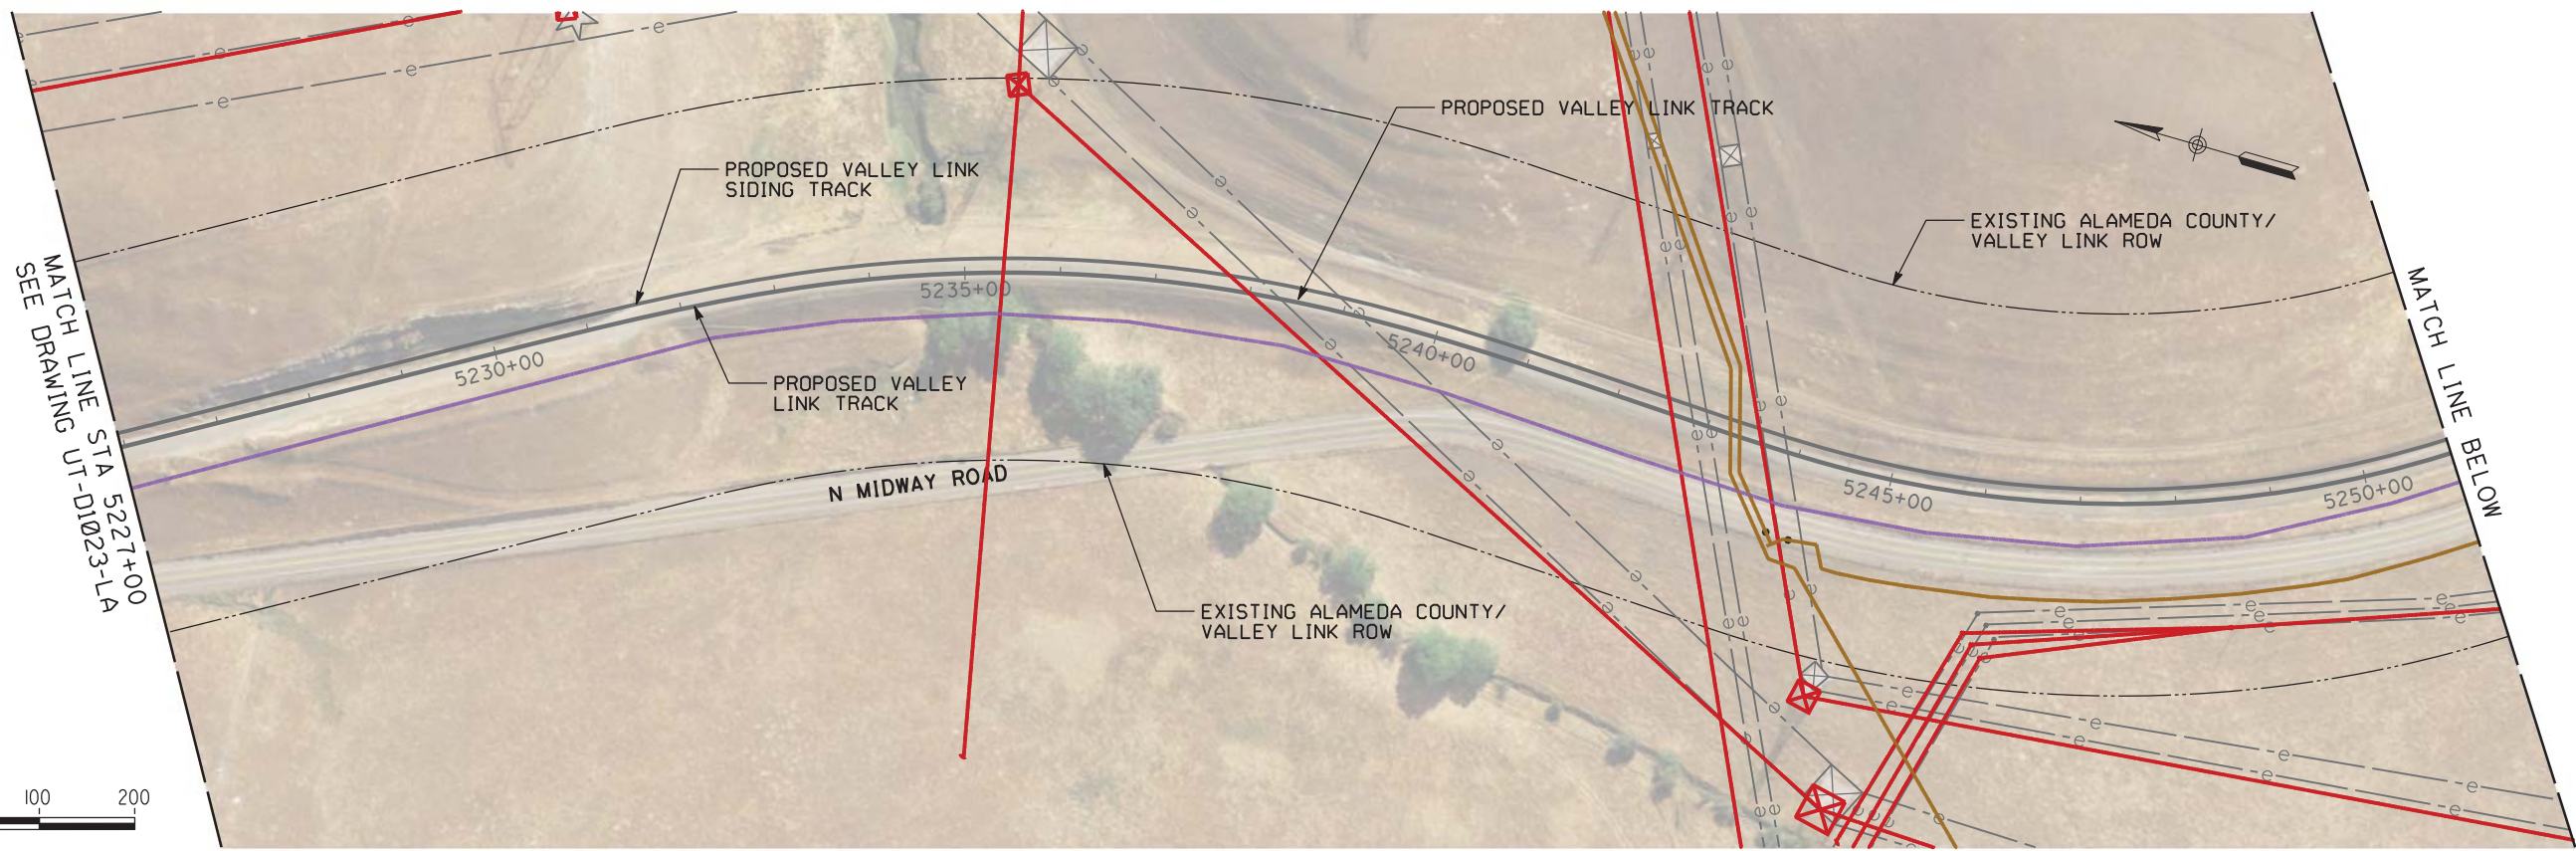 PROPOSED VALLEY LINK TRACK
PROPOSED VALLEY LINK
SIDING TRACK
EXISTING ALAMEDA COUNTY/
VALLEY LINK ROW
MATCH LINE STA 5227+00
SEE DRAWING UT-D1023-LA
5235+00
5230+00
5240+00
PROPOSED VALLEY
LINK TRACK
MATCH LINE BELOW
N MIDWAY ROAD
5245+00
5250+00
EXISTING ALAMEDA COUNTY/
VALLEY LINK ROW
100 200